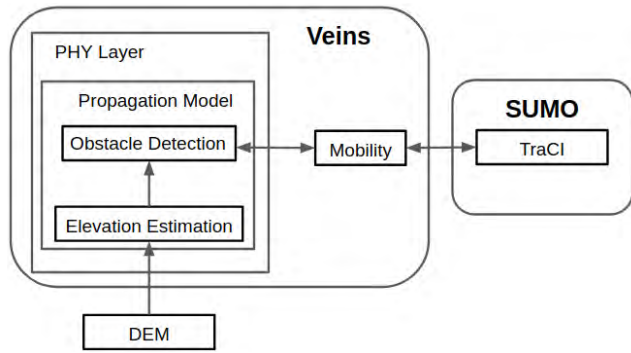 Veins
PHY Layer
Propagation Model
SUMO
Obstacle Detection
Mobility
TraCI
Elevation Estimation
DEM